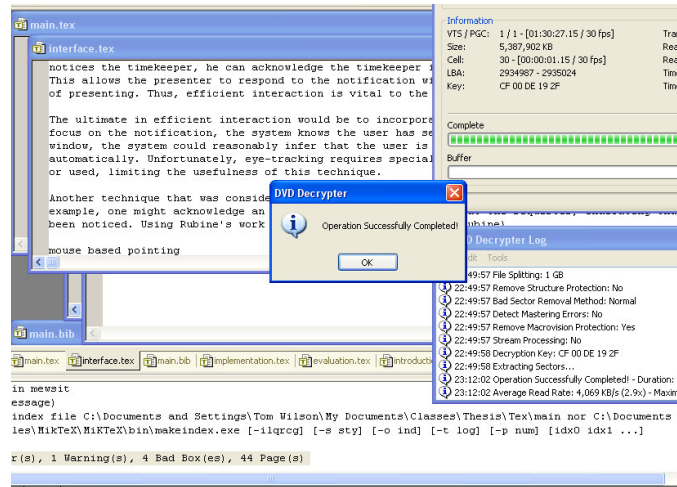 main.tex
interface.tex
notices the timekeeper, he can acknowledge the timekeeper
This allows the presenter to respond to the notification
of presenting. Thus, efficient interaction is vital to the
The ultimate in efficient interaction would be to
focus on the notification, the system knows the user has
window, the system could reasonably infer that the user is
automatically. Unfortunately, eye-tracking requires special
or used, limiting the usefulness of this technique.
Another technique that was
example, one might acknowledge an
been noticed. Using Rubine's work
mouse based pointing
Information
VTS / PGC: 1 / 1 - [01:30:27.15 / 30 fps]
Size: 5,387,902 KB
Cell: 30 - [00:00:01.15 / 30 fps]
LBA: 2934987 - 2935024
Key: CF 00 DE 19 2F
Complete
Buffer
DVD Decrypter
Operation Successfully Completed!
OK
Decrypter Log
Tools
49:57 File Splitting: 1 GB
22:49:57 Remove Structure Protection: No
22:49:57 Bad Sector Removal Method: Normal
22:49:57 Detect Mastering Errors: No
22:49:57 Remove Macrovision Protection: Yes
22:49:57 Stream Processing: No
22:49:58 Decryption Key: CF 00 DE 19 2F
22:49:58 Extracting Sectors...
23:12:02 Operation Successfully Completed! - Duration:
23:12:02 Average Read Rate: 4,069 KB/s (2.9x) -
main.bib
main.tex interface.tex main.bib implementation.tex evaluation.tex
in mewsit
essage)
index file C:\Documents and Settings\Tom Wilson\My Documents\Classes\Thesis\Tex\main nor C:\Documents
les\MikTeX\MiKTeX\bin\makeindex.exe [-ilqrcg] [-s sty] [-o ind] [-t log] [-p num] [idx0 idx1 ...]
r(s), 1 Warning(s), 4 Bad Box(es), 44 Page(s)